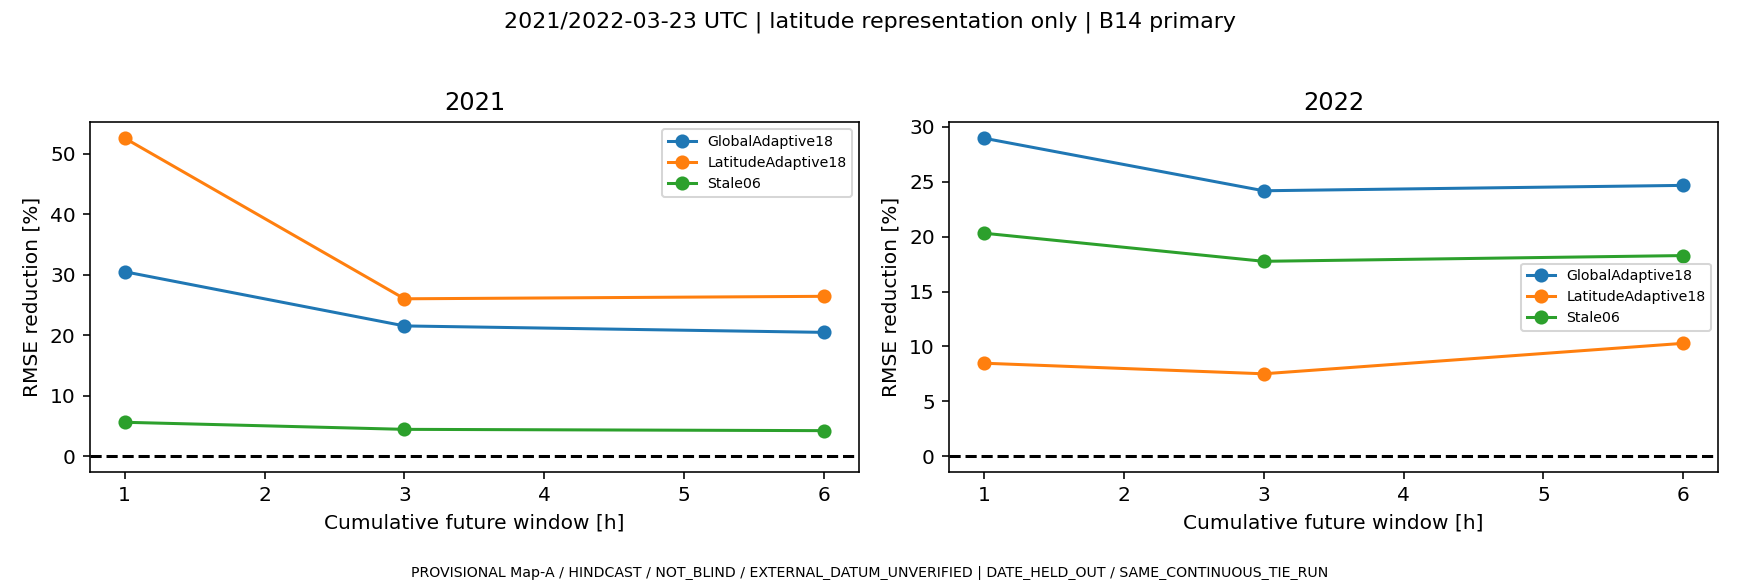 2021/2022-03-23 UTC | latitude representation only | B14 primary
2021
RMSE reduction [%]
50
40
30
20
10
0
GlobalAdaptive18
LatitudeAdaptive18
Stale06
1 2 3 4 5 6
Cumulative future window [h]
2022
RMSE reduction [%]
30
25
20
15
10
5
0
GlobalAdaptive18
LatitudeAdaptive18
Stale06
1 2 3 4 5 6
Cumulative future window [h]
PROVISIONAL Map-A / HINDCAST / NOT_BLIND / EXTERNAL_DATUM_UNVERIFIED | DATE_HELD_OUT / SAME_CONTINUOUS_TIE_RUN